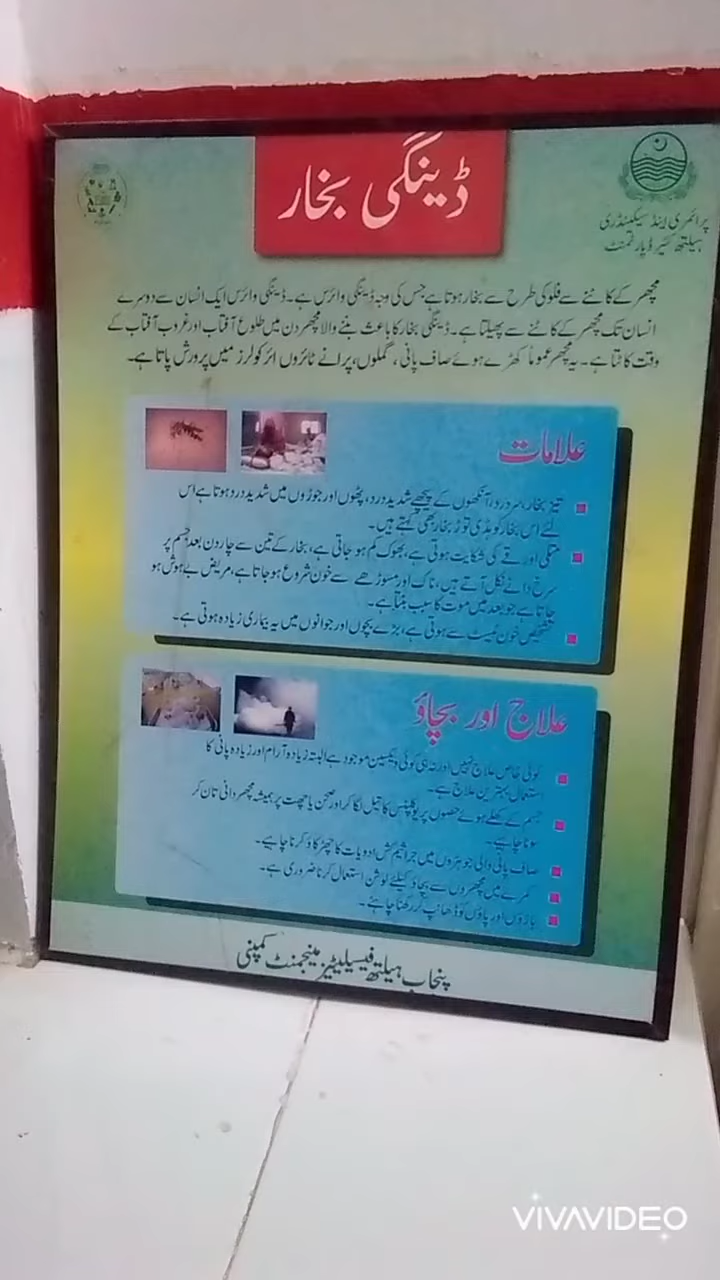 ڈینگی بخار
پرائمری اینڈ سیکنڈری
ہیلتھ کئیر ڈیپارٹمنٹ
مچھر کے کاٹنے سے فلو کی طرح سے بخار ہوتا ہے جس کی وجہ ڈینگی وائرس ہے۔ ڈینگی وائرس ایک انسان سے دوسرے
انسان تک مچھر کے کاٹنے سے پھیلتا ہے۔ ڈینگی بخار کا باعث بننے والا مچھر دن میں طلوع آفتاب اور غروب آفتاب کے
وقت کاٹتا ہے۔ یہ مچھر عموماً کھڑے ہوئے صاف پانی، گملوں، پرانے ٹائروں ائر کولرز میں پرورش پاتا ہے۔
علامات
تیز بخار، سر درد، آنکھوں کے پیچھے شدید درد، پٹھوں اور جوڑوں میں شدید درد ہوتا ہے اس
لئے اس بخار کو ہڈی توڑ بخار بھی کہتے ہیں۔
متلی اور قے کی شکایت ہوتی ہے، بھوک کم ہو جاتی ہے، بخار کے تین سے چار دن بعد جسم پر
سرخ دانے نکل آتے ہیں، ناک اور مسوڑھے سے خون شروع ہو جاتا ہے، مریض بے ہوش ہو
جاتا ہے جو بعد میں موت کا سبب بنتا ہے۔
تشخیص خون ٹیسٹ سے ہوتی ہے، بڑے بچوں اور جوانوں میں یہ بیماری زیادہ ہوتی ہے۔
علاج اور بچاؤ
کوئی خاص علاج نہیں اور نہ ہی کوئی ویکسین موجود ہے البتہ زیادہ آرام اور زیادہ پانی کا
استعمال بہترین علاج ہے۔
جسم کے کھلے ہوئے حصوں پر یوکلپٹس کا تیل لگا کر اور صحن یا چھت پر ہمیشہ مچھر دانی تان کر
سونا چاہیے۔
صاف پانی والی جوہڑوں میں جراثیم کش ادویات کا چھڑکاؤ کرنا چاہیے۔
کمرے میں مچھروں سے بچاؤ کیلئے لوشن استعمال کرنا ضروری ہے۔
بازؤں اور پاؤں کو ڈھانپ کر رکھنا چاہئے۔
پنجاب ہیلتھ فیسیلیٹیز مینجمنٹ کمپنی
VIVAVIDEO